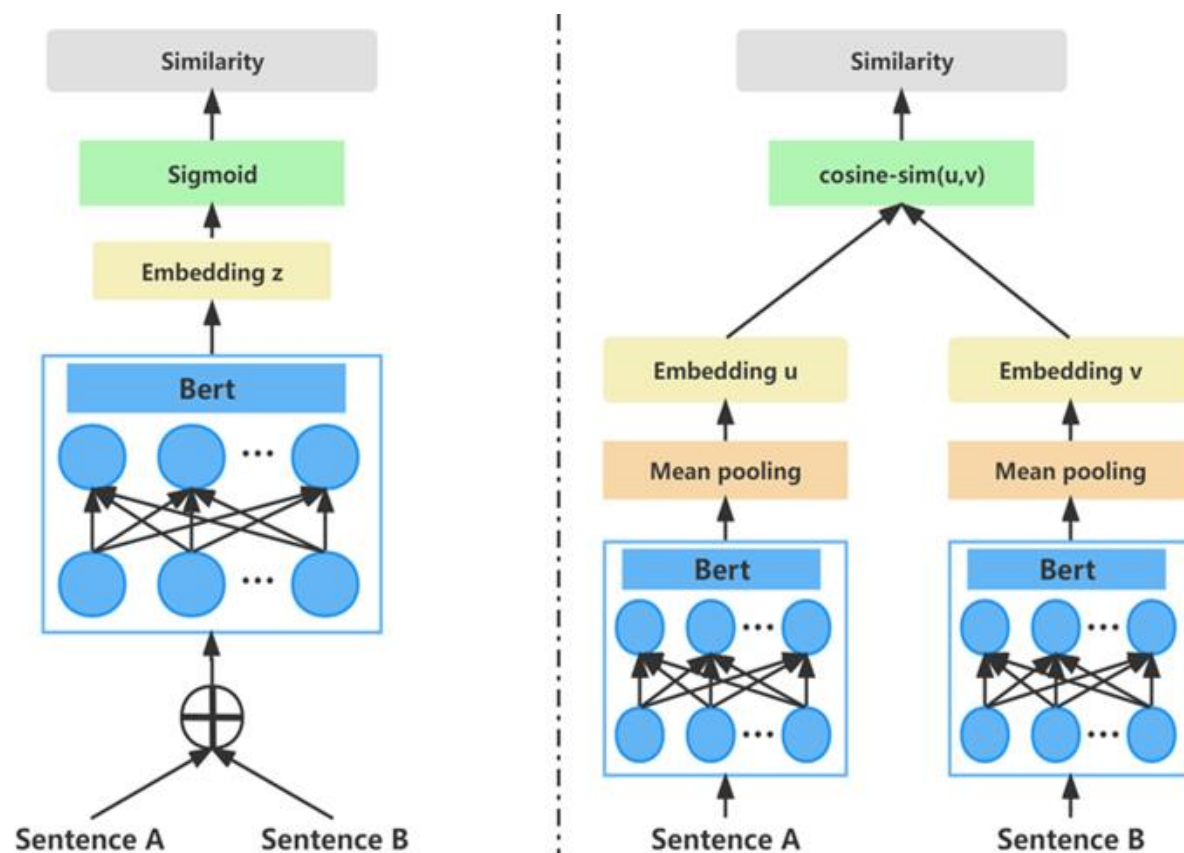 Similarity
Sigmoid
Embedding z
Bert
...
...
Sentence A
Sentence B
Similarity
cosine-sim(u,v)
Embedding u
Embedding v
Mean pooling
Mean pooling
Bert
Bert
...
...
...
...
Sentence A
Sentence B